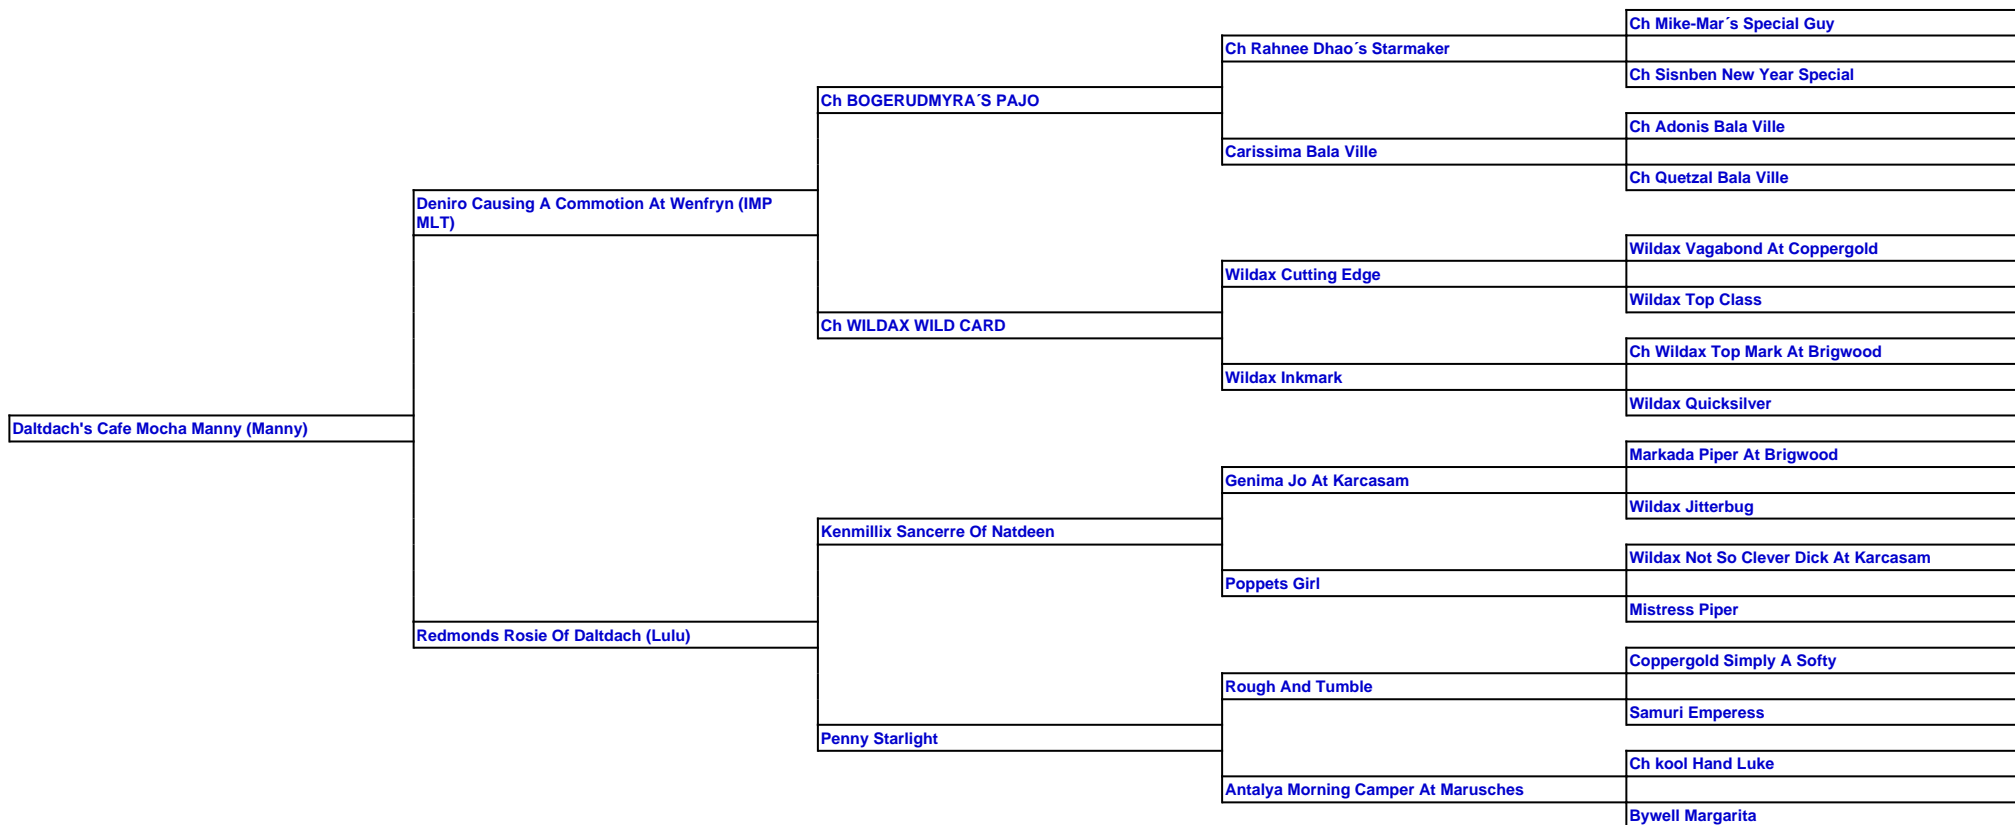 Ch Mike-Mar´s Special Guy
Ch Rahnee Dhao´s Starmaker
Ch Sisnben New Year Special
Ch BOGERUDMYRA´S PAJO
Ch Adonis Bala Ville
Carissima Bala Ville
Ch Quetzal Bala Ville
Deniro Causing A Commotion At Wenfryn (IMP
MLT)
Wildax Vagabond At Coppergold
Wildax Cutting Edge
Wildax Top Class
Ch WILDAX WILD CARD
Ch Wildax Top Mark At Brigwood
Wildax Inkmark
Wildax Quicksilver
Daltdach's Cafe Mocha Manny (Manny)
Markada Piper At Brigwood
Genima Jo At Karcasam
Wildax Jitterbug
Kenmillix Sancerre Of Natdeen
Wildax Not So Clever Dick At Karcasam
Poppets Girl
Mistress Piper
Redmonds Rosie Of Daltdach (Lulu)
Coppergold Simply A Softy
Rough And Tumble
Samuri Emperess
Penny Starlight
Ch kool Hand Luke
Antalya Morning Camper At Marusches
Bywell Margarita